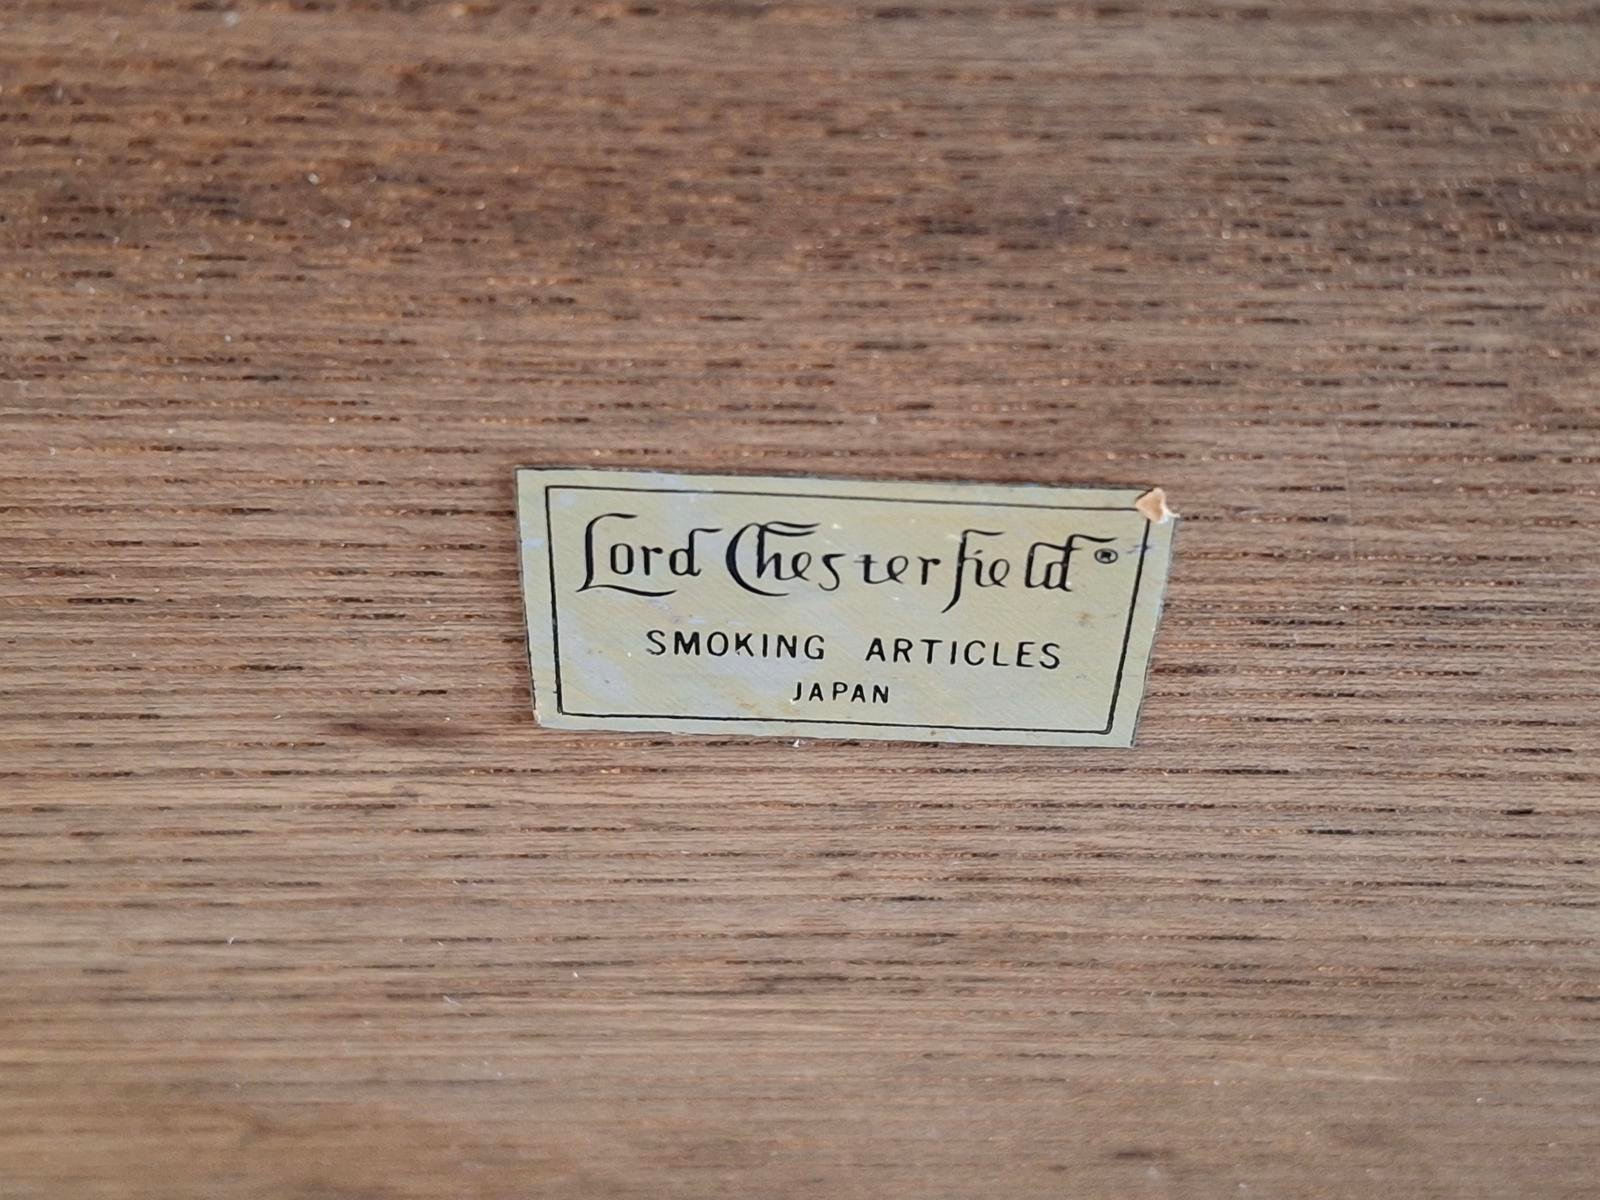 Lord Chesterfield®
SMOKING ARTICLES
JAPAN